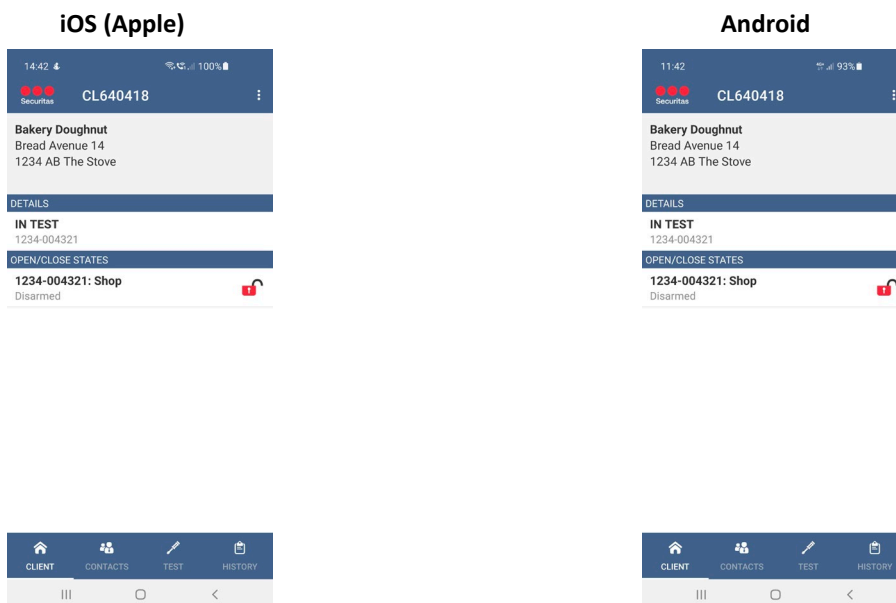 iOS (Apple)
14:42 100%
Securitas CL640418
Bakery Doughnut
Bread Avenue 14
1234 AB The Stove
DETAILS
IN TEST
1234-004321
OPEN/CLOSE STATES
1234-004321: Shop
Disarmed
CLIENT CONTACTS TEST HISTORY
Android
11:42 93%
Securitas CL640418
Bakery Doughnut
Bread Avenue 14
1234 AB The Stove
DETAILS
IN TEST
1234-004321
OPEN/CLOSE STATES
1234-004321: Shop
Disarmed
CLIENT CONTACTS TEST HISTORY